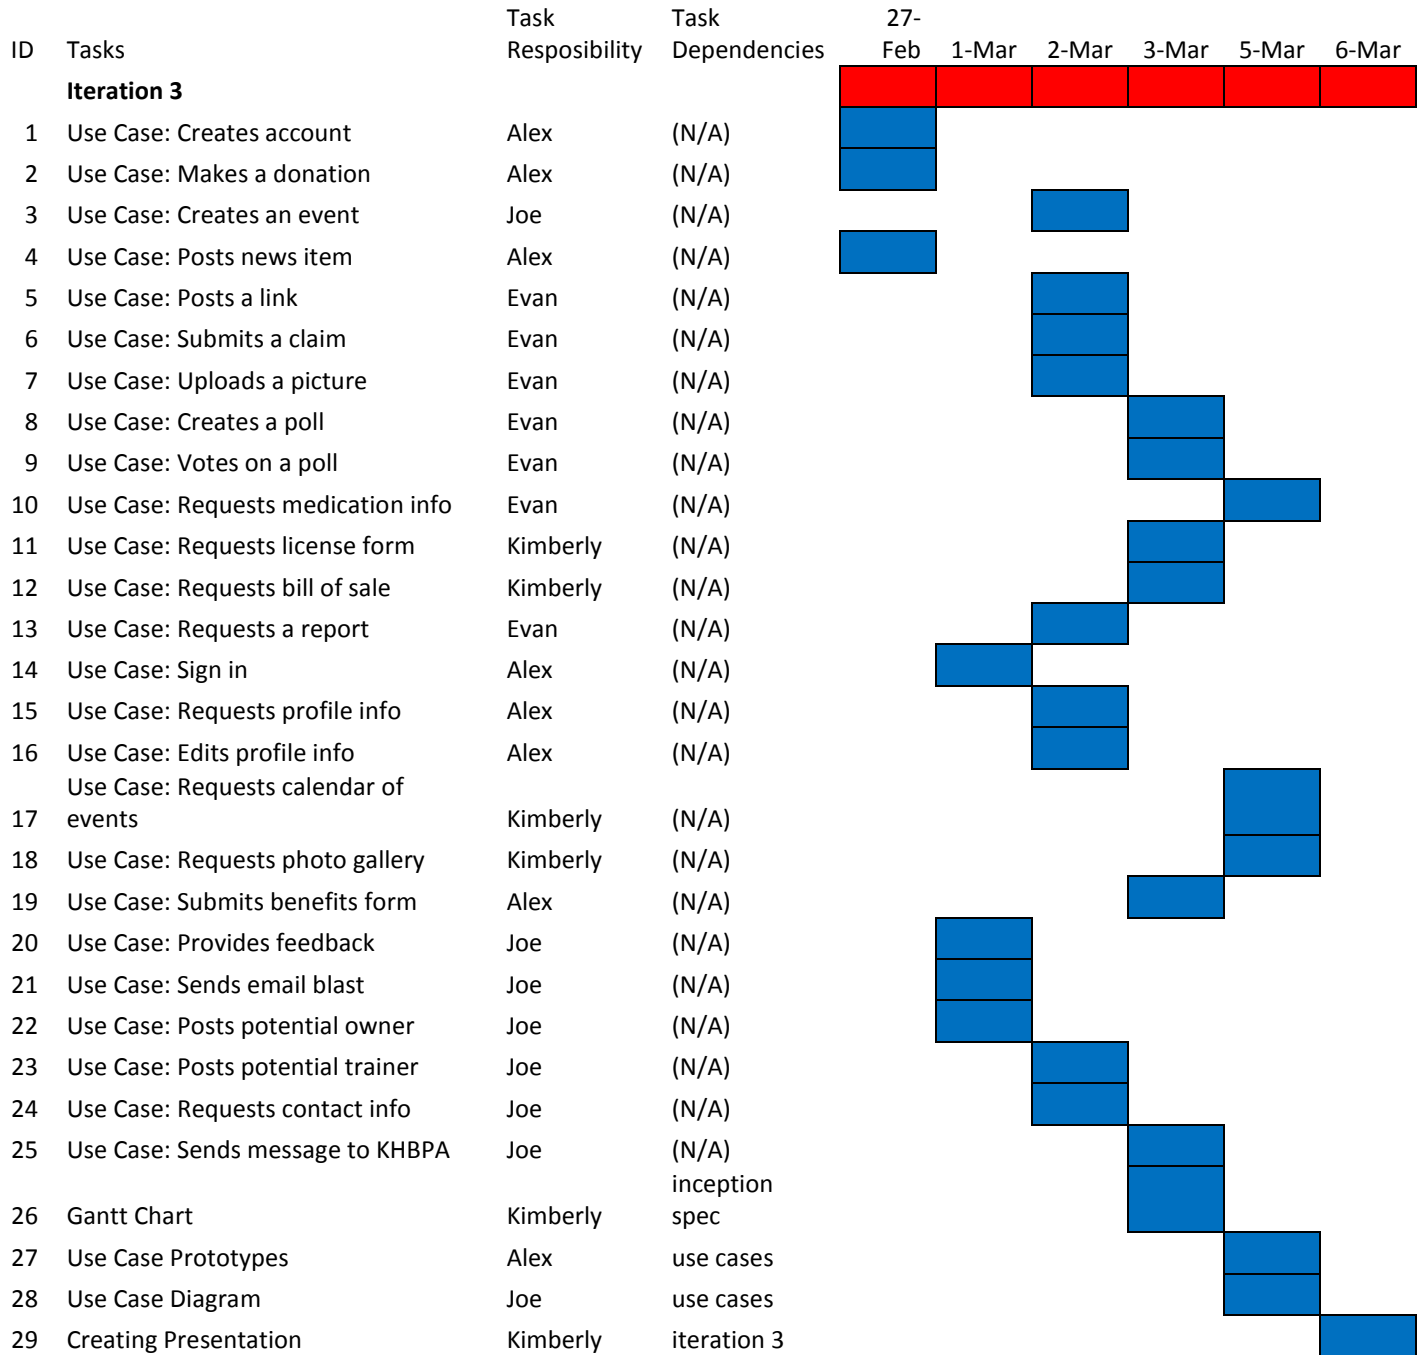 Task Task 27-
ID Tasks Resposibility Dependencies Feb 1-Mar 2-Mar 3-Mar 5-Mar 6-Mar
Iteration 3
1 Use Case: Creates account Alex (N/A)
2 Use Case: Makes a donation Alex (N/A)
3 Use Case: Creates an event Joe (N/A)
4 Use Case: Posts news item Alex (N/A)
5 Use Case: Posts a link Evan (N/A)
6 Use Case: Submits a claim Evan (N/A)
7 Use Case: Uploads a picture Evan (N/A)
8 Use Case: Creates a poll Evan (N/A)
9 Use Case: Votes on a poll Evan (N/A)
10 Use Case: Requests medication info Evan (N/A)
11 Use Case: Requests license form Kimberly (N/A)
12 Use Case: Requests bill of sale Kimberly (N/A)
13 Use Case: Requests a report Evan (N/A)
14 Use Case: Sign in Alex (N/A)
15 Use Case: Requests profile info Alex (N/A)
16 Use Case: Edits profile info Alex (N/A)
Use Case: Requests calendar of
17 events Kimberly (N/A)
18 Use Case: Requests photo gallery Kimberly (N/A)
19 Use Case: Submits benefits form Alex (N/A)
20 Use Case: Provides feedback Joe (N/A)
21 Use Case: Sends email blast Joe (N/A)
22 Use Case: Posts potential owner Joe (N/A)
23 Use Case: Posts potential trainer Joe (N/A)
24 Use Case: Requests contact info Joe (N/A)
25 Use Case: Sends message to KHBPA Joe (N/A)
inception
26 Gantt Chart Kimberly spec
27 Use Case Prototypes Alex use cases
28 Use Case Diagram Joe use cases
29 Creating Presentation Kimberly iteration 3